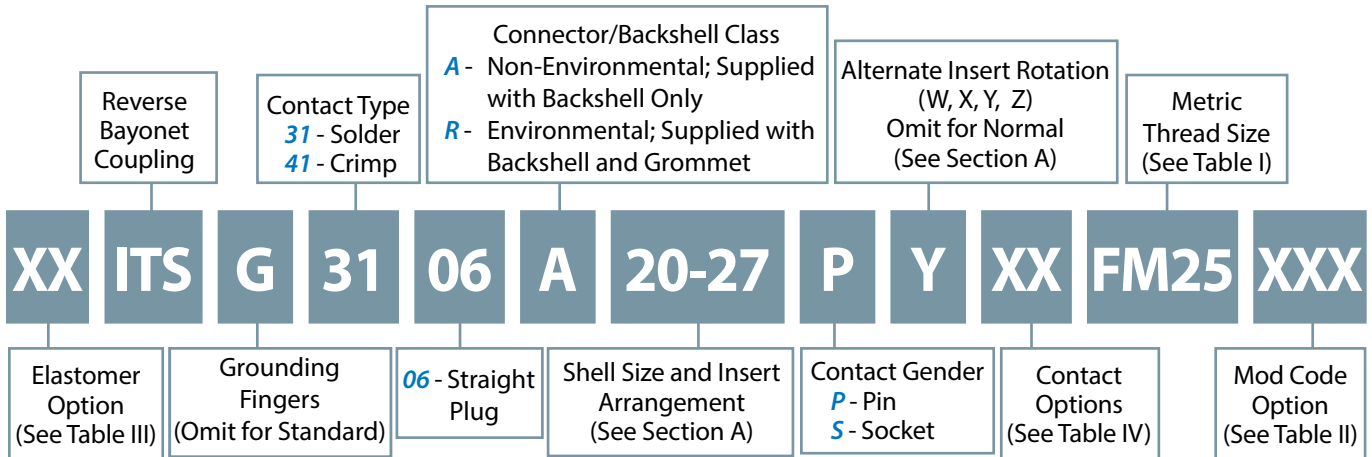 Reverse
Bayonet
Coupling
Contact Type
31 - Solder
41 - Crimp
Connector/Backshell Class
A - Non-Environmental; Supplied
with Backshell Only
R - Environmental; Supplied with
Backshell and Grommet
Alternate Insert Rotation
(W, X, Y, Z)
Omit for Normal
(See Section A)
Metric
Thread Size
(See Table I)
XX ITS G 31 06 A 20-27 P Y XX FM25 XXX
Elastomer
Option
(See Table III)
Grounding
Fingers
(Omit for Standard)
06 - Straight
Plug
Shell Size and Insert
Arrangement
(See Section A)
Contact Gender
P - Pin
S - Socket
Contact
Options
(See Table IV)
Mod Code
Option
(See Table II)